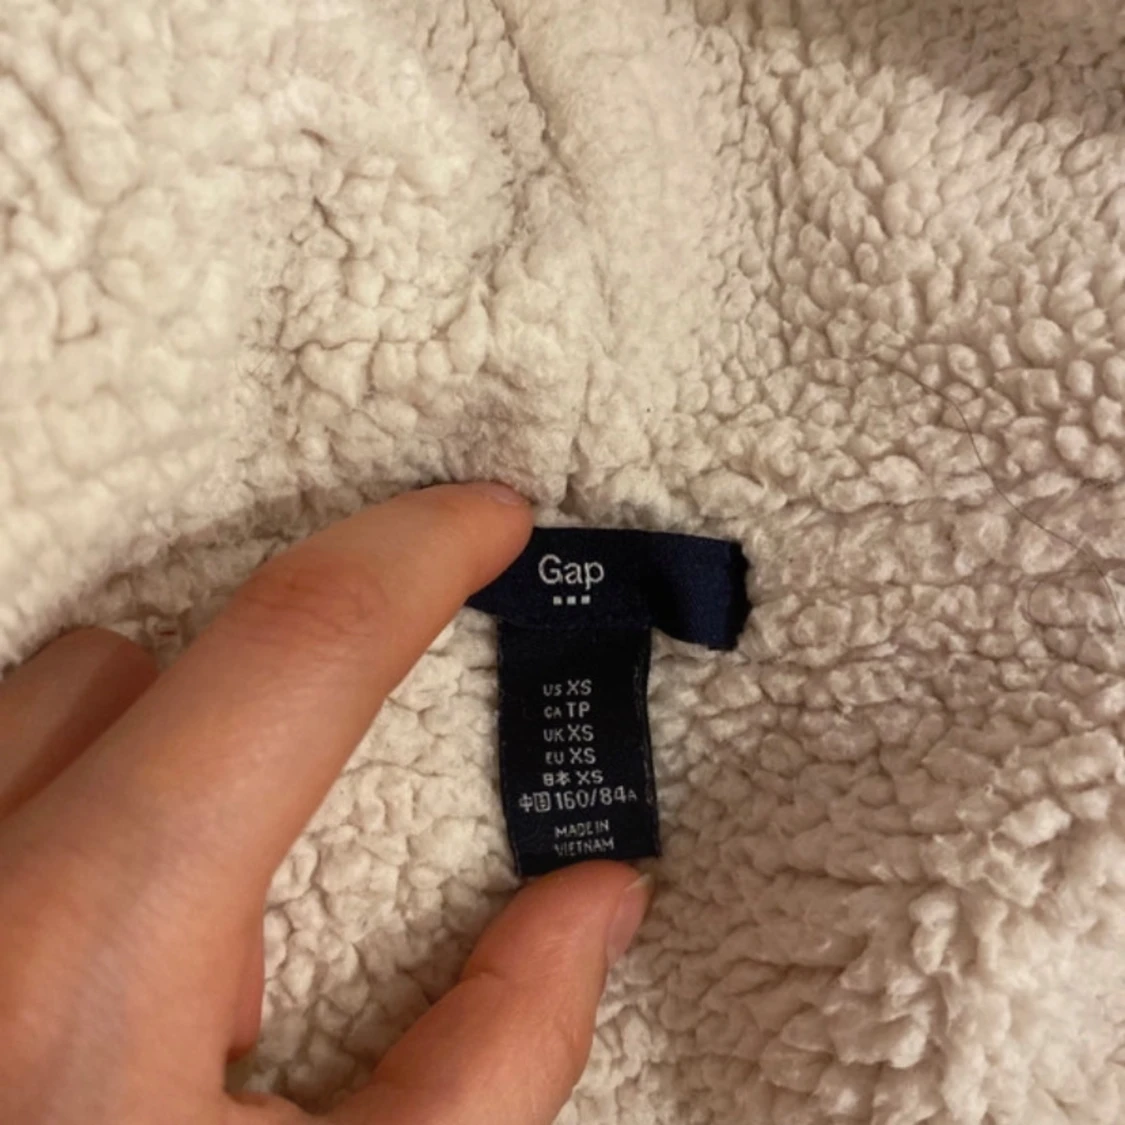 Gap
US XS
CA TP
UK XS
EU XS
日本 XS
中国 160/84A
MADE IN
VIETNAM